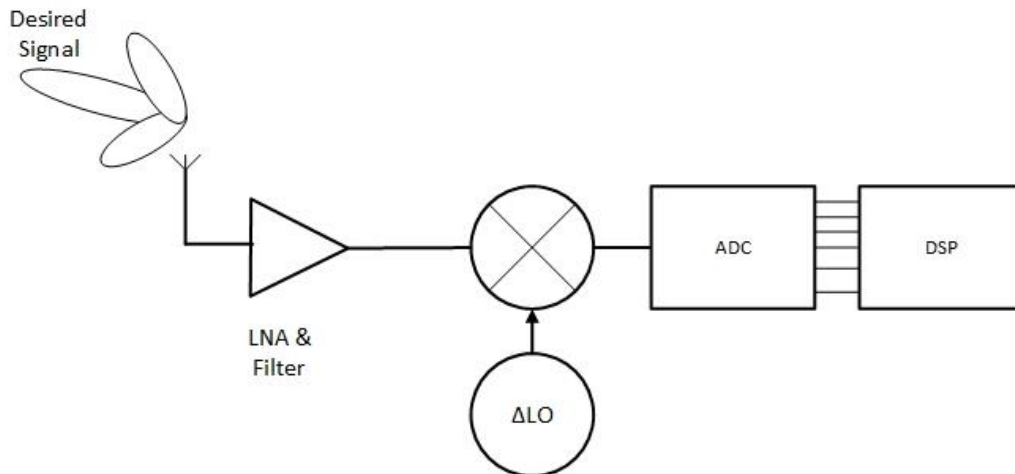 Desired
Signal
LNA &
Filter
ADC
DSP
ΔLO